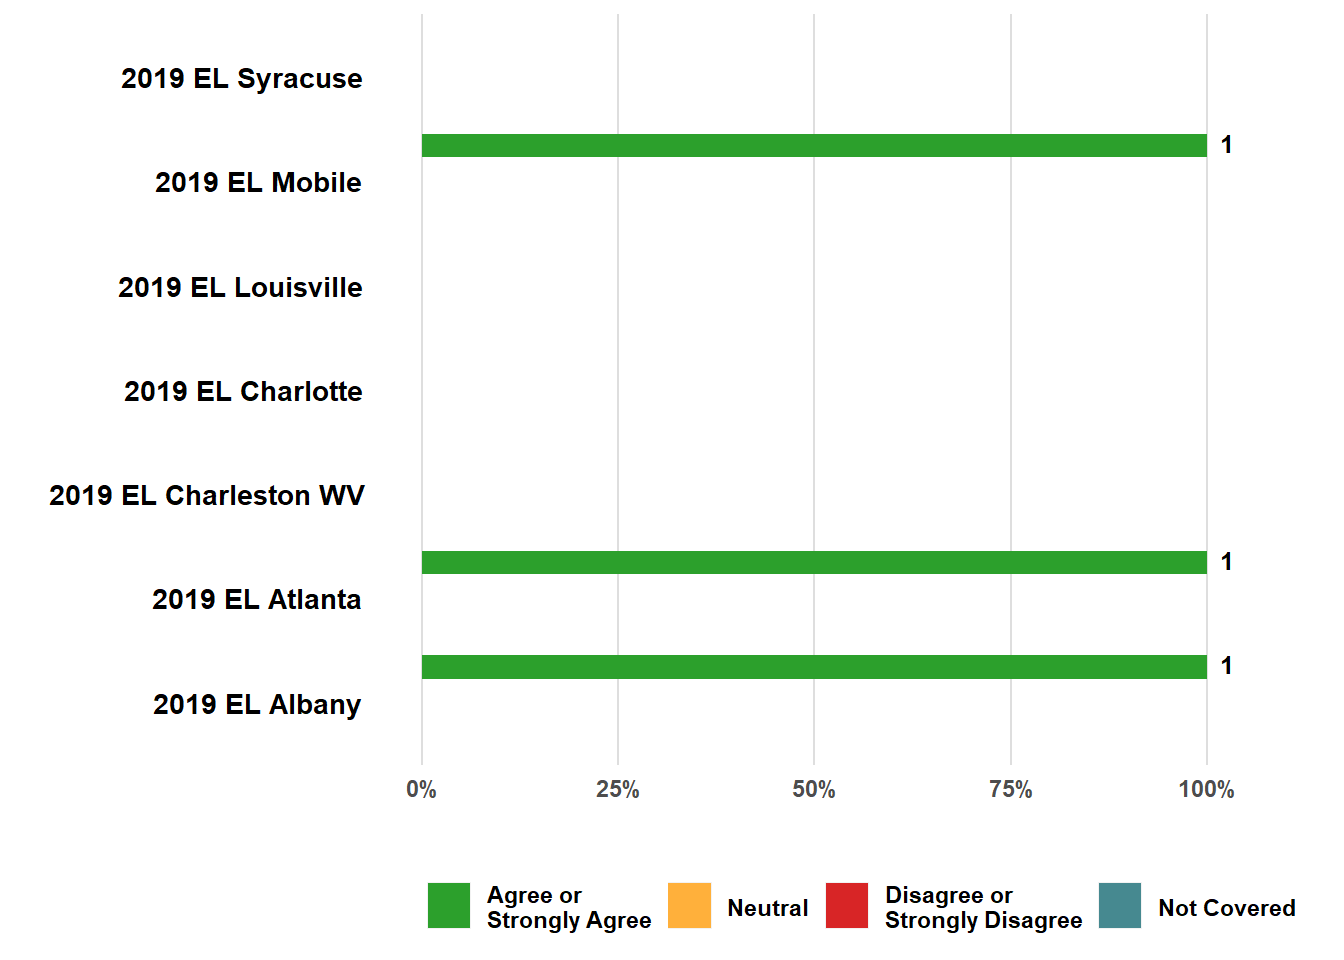 2019 EL Syracuse
1
2019 EL Mobile
2019 EL Louisville
2019 EL Charlotte
2019 EL Charleston WV
1
2019 EL Atlanta
1
2019 EL Albany
0% 25% 50% 75% 100%
Agree or
Strongly Agree
Neutral
Disagree or
Strongly Disagree
Not Covered